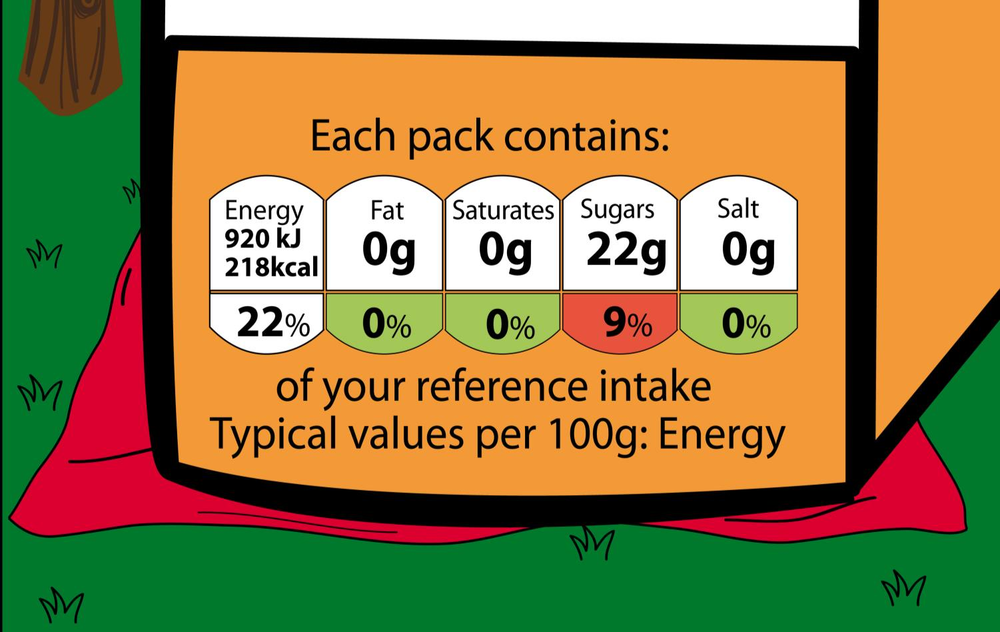 Each pack contains:
Energy Fat Saturates Sugars Salt
920 kJ 0g 0g 22g 0g
218kcal
22% 0% 0% 9% 0%
of your reference intake
Typical values per 100g: Energy